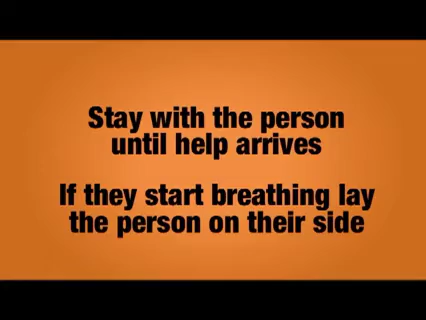 Stay with the person
until help arrives
If they start breathing lay
the person on their side